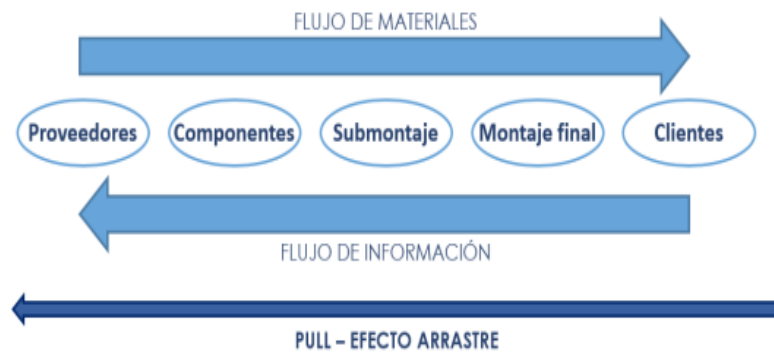 FLUJO DE MATERIALES
Proveedores Componentes Submontaje Montaje final Clientes
FLUJO DE INFORMACIÓN
PULL – EFECTO ARRASTRE